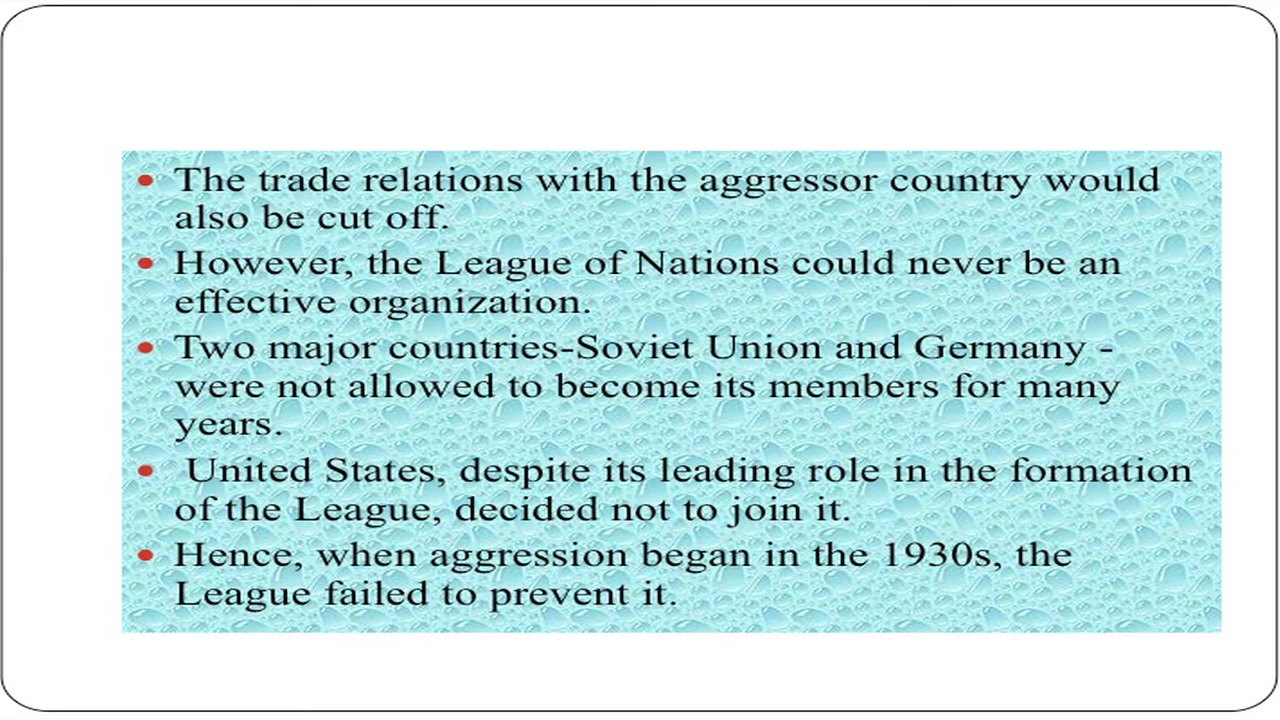 • The trade relations with the aggressor country would
also be cut off.
• However, the League of Nations could never be an
effective organization.
• Two major countries-Soviet Union and Germany -
were not allowed to become its members for many
years.
• United States, despite its leading role in the formation
of the League, decided not to join it.
• Hence, when aggression began in the 1930s, the
League failed to prevent it.